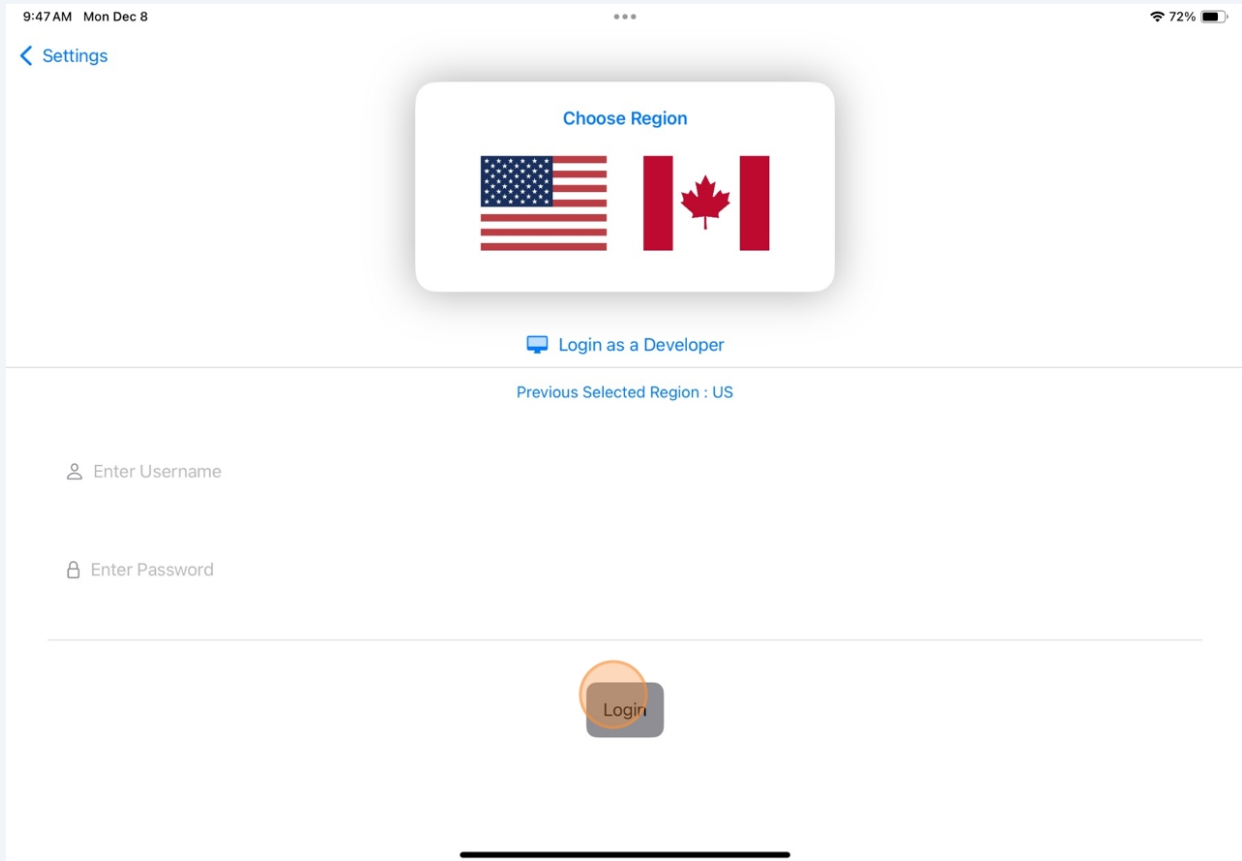 9:47 AM Mon Dec 8
72%
Settings
Choose Region
Login as a Developer
Previous Selected Region : US
Enter Username
Enter Password
Login